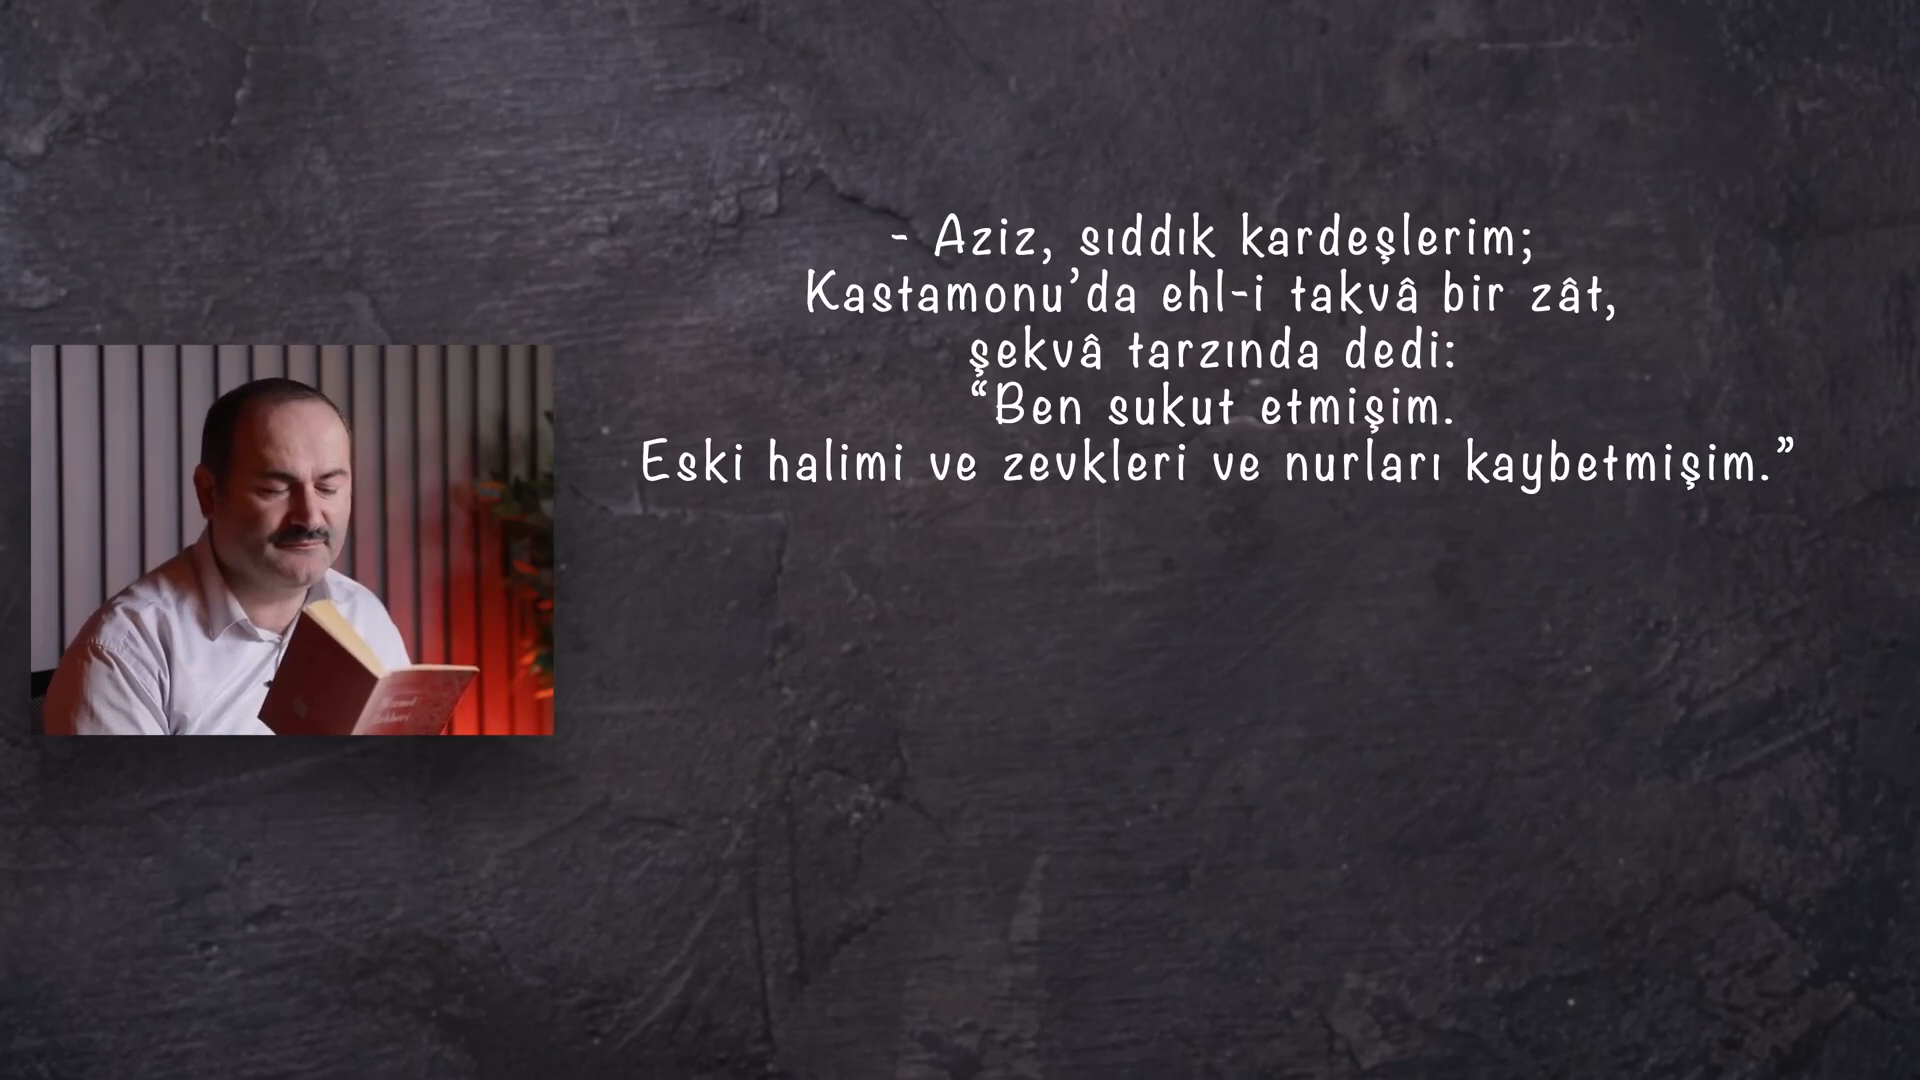 - Aziz, sıddık kardeşlerim;
Kastamonu’da ehl-i takvâ bir zât,
şekvâ tarzında dedi:
“Ben sukut etmişim.
Eski halimi ve zevkleri ve nurları kaybetmişim.”